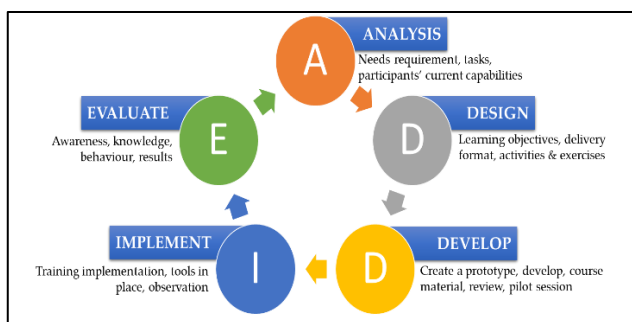 A
ANALYSIS
Needs requirement, tasks,
participants' current capabilities
D
DESIGN
Learning objectives, delivery
format, activities & exercises
D
DEVELOP
Create a prototype, develop, course
material, review, pilot session
I
IMPLEMENT
Training implementation, tools in
place, observation
E
EVALUATE
Awareness, knowledge,
behaviour, results